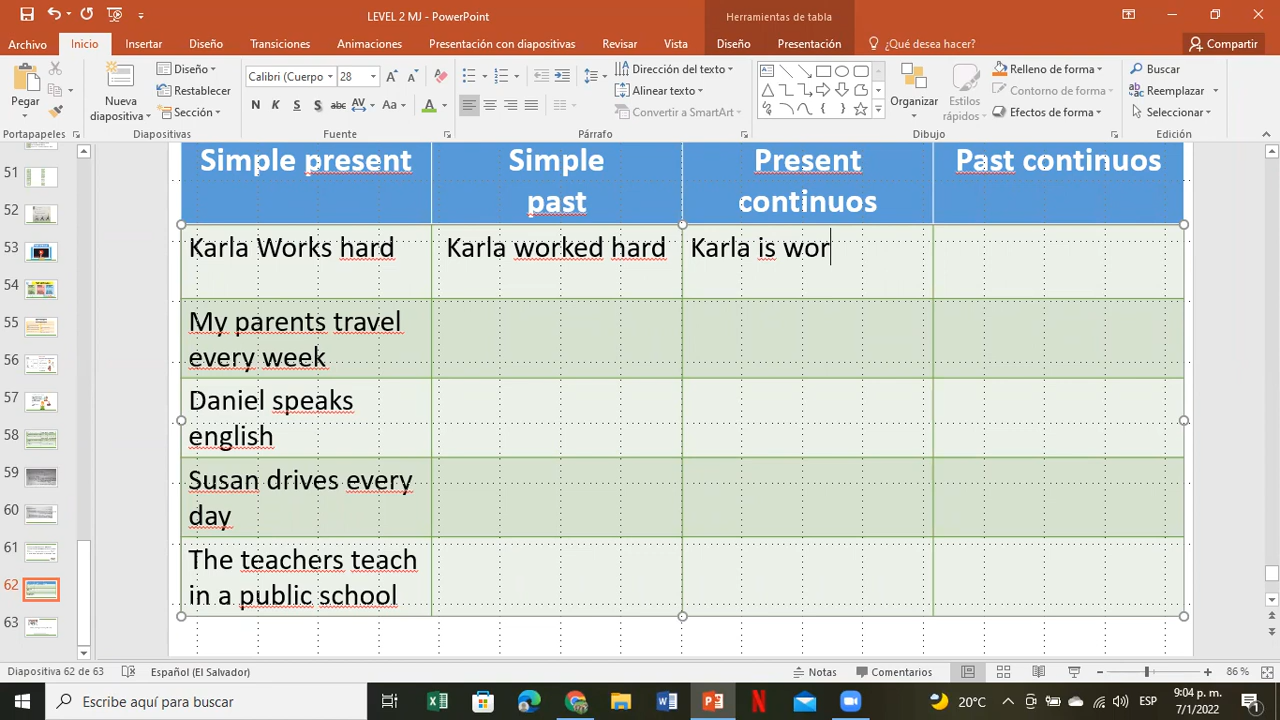 LEVEL 2 MJ - PowerPoint
Herramientas de tabla
Archivo
Inicio
Insertar
Diseño
Transiciones
Animaciones
Presentación con diapositivas
Revisar
Vista
Diseño
Presentación
¿Qué desea hacer?
Compartir
Pegar
Nueva
diapositiva
Diseño
Restablecer
Sección
Calibri (Cuerpo
28
N
K
S
S
abc
AV
Aa
A
Dirección del texto
Alinear texto
Convertir a SmartArt
Organizar
Estilos
rápidos
Relleno de forma
Contorno de forma
Efectos de forma
Buscar
Reemplazar
Seleccionar
Portapapeles
Diapositivas
Fuente
Párrafo
Dibujo
Edición
51
52
53
54
55
56
57
58
59
60
61
62
63
Simple present
Simple
past
Present
continuos
Past continuos
Karla Works hard
Karla worked hard
Karla is wor
My parents travel
every week
Daniel speaks
english
Susan drives every
day
The teachers teach
in a public school
Diapositiva 62 de 63
Español (El Salvador)
Notas
Comentarios
86 %
Escribe aquí para buscar
20°C
ESP
9:04 p. m.
7/1/2022
1